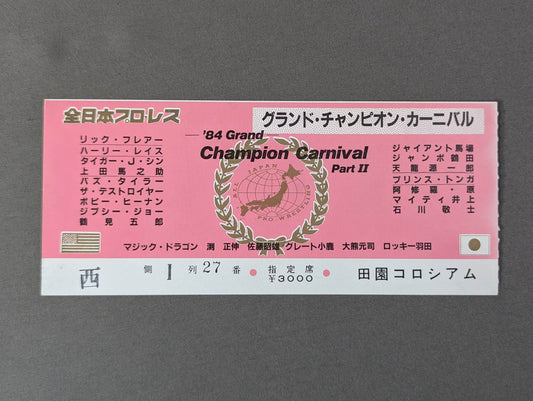 全日本プロレス
グランド・チャンピオン・カーニバル
'84 Grand
Champion Carnival
Part II
リック・フレアー
ハーリー・レイス
タイガー・J・シン
上田馬之助
バズ・タイラー
ザ・デストロイヤー
ボビー・ヒーナン
ジプシー・ジョー
鶴見五郎
ALL JAPAN
PRO-WRESTLING
ジャイアント馬場
ジャンボ鶴田
天龍源一郎
プリンス・トンガ
阿修羅・原
マイティ井上
石川敬士
マジック・ドラゴン 渕 正伸 佐藤昭雄 グレート小鹿 大熊元司 ロッキー羽田
西 側 I 列 27 番 ● 指定席 ¥3000 ● 田園コロシアム